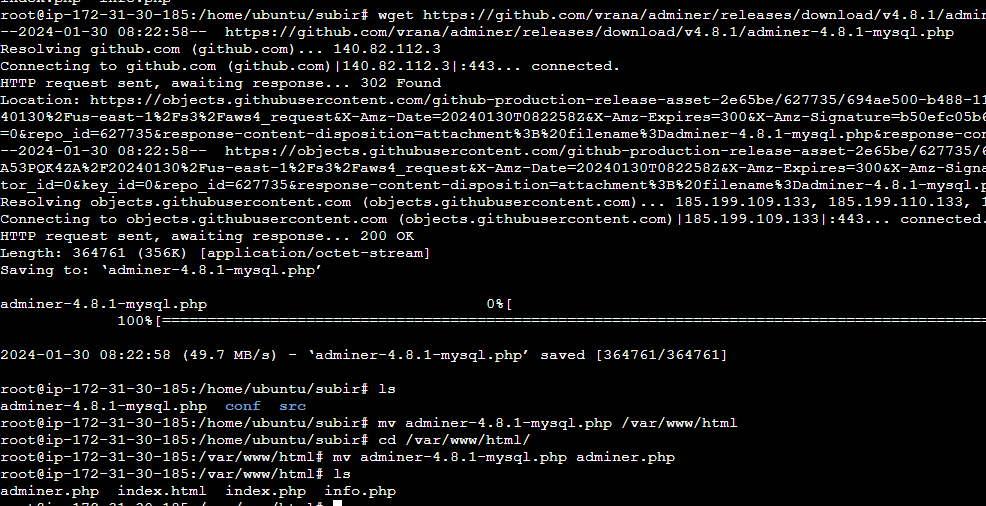 index.php  info.php
root@ip-172-31-30-185:/home/ubuntu/subir# wget https://github.com/vrana/adminer/releases/download/v4.8.1/admin
--2024-01-30 08:22:58--  https://github.com/vrana/adminer/releases/download/v4.8.1/adminer-4.8.1-mysql.php
Resolving github.com (github.com)... 140.82.112.3
Connecting to github.com (github.com)|140.82.112.3|:443... connected.
HTTP request sent, awaiting response... 302 Found
Location: https://objects.githubusercontent.com/github-production-release-asset-2e65be/627735/694ae500-b488-11
40130%2Fus-east-1%2Fs3%2Faws4_request&X-Amz-Date=20240130T082258Z&X-Amz-Expires=300&X-Amz-Signature=b50efc05b6
=0&repo_id=627735&response-content-disposition=attachment%3B%20filename%3Dadminer-4.8.1-mysql.php&response-con
--2024-01-30 08:22:58--  https://objects.githubusercontent.com/github-production-release-asset-2e65be/627735/6
A53PQK4ZA%2F20240130%2Fus-east-1%2Fs3%2Faws4_request&X-Amz-Date=20240130T082258Z&X-Amz-Expires=300&X-Amz-Signa
tor_id=0&key_id=0&repo_id=627735&response-content-disposition=attachment%3B%20filename%3Dadminer-4.8.1-mysql.p
Resolving objects.githubusercontent.com (objects.githubusercontent.com)... 185.199.109.133, 185.199.110.133, 1
Connecting to objects.githubusercontent.com (objects.githubusercontent.com)|185.199.109.133|:443... connected.
HTTP request sent, awaiting response... 200 OK
Length: 364761 (356K) [application/octet-stream]
Saving to: ‘adminer-4.8.1-mysql.php’
adminer-4.8.1-mysql.php                               0%[
100%[============================================================================================
2024-01-30 08:22:58 (49.7 MB/s) - ‘adminer-4.8.1-mysql.php’ saved [364761/364761]
root@ip-172-31-30-185:/home/ubuntu/subir# ls
adminer-4.8.1-mysql.php  conf  src
root@ip-172-31-30-185:/home/ubuntu/subir# mv adminer-4.8.1-mysql.php /var/www/html
root@ip-172-31-30-185:/home/ubuntu/subir# cd /var/www/html/
root@ip-172-31-30-185:/var/www/html# mv adminer-4.8.1-mysql.php adminer.php
root@ip-172-31-30-185:/var/www/html# ls
adminer.php  index.html  index.php  info.php
root@ip-172-31-30-185:/var/www/html#